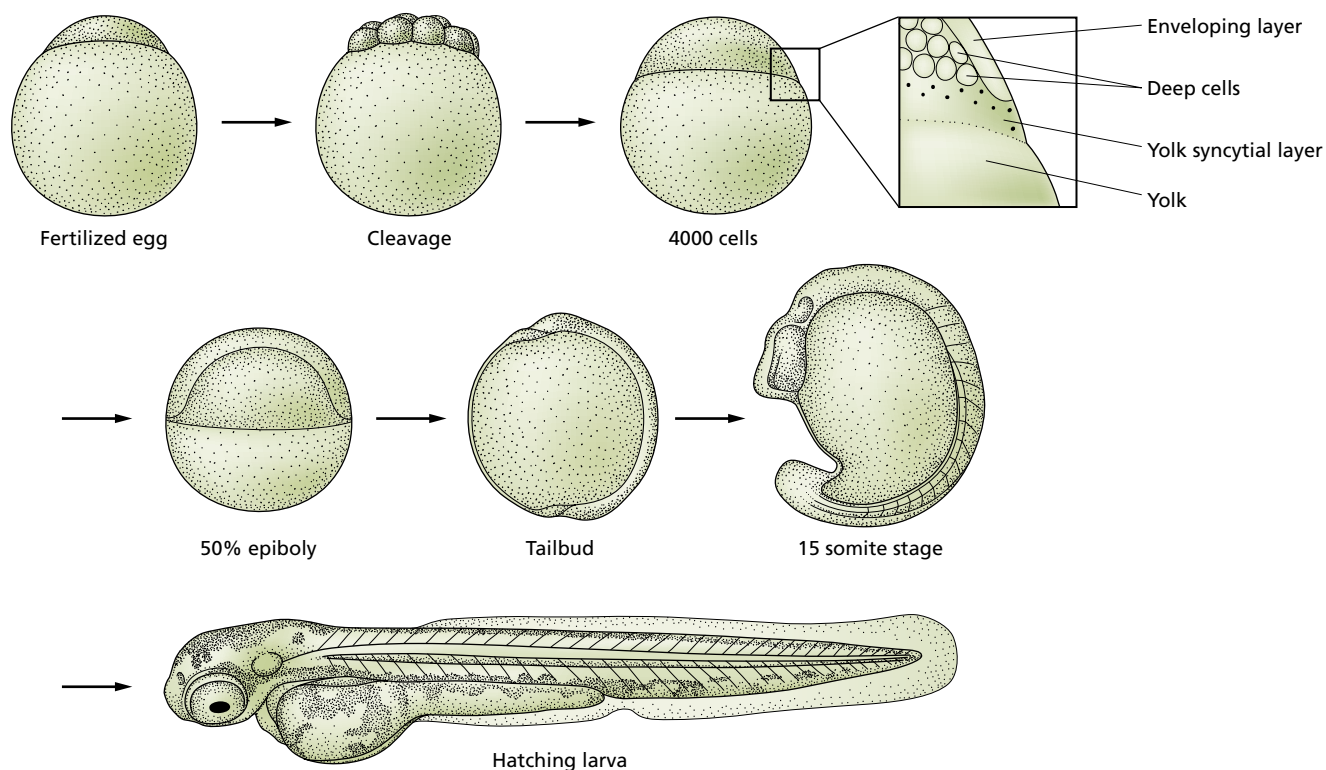 Enveloping layer
Deep cells
Yolk syncytial layer
Yolk
Fertilized egg
Cleavage
4000 cells
50% epiboly
Tailbud
15 somite stage
Hatching larva